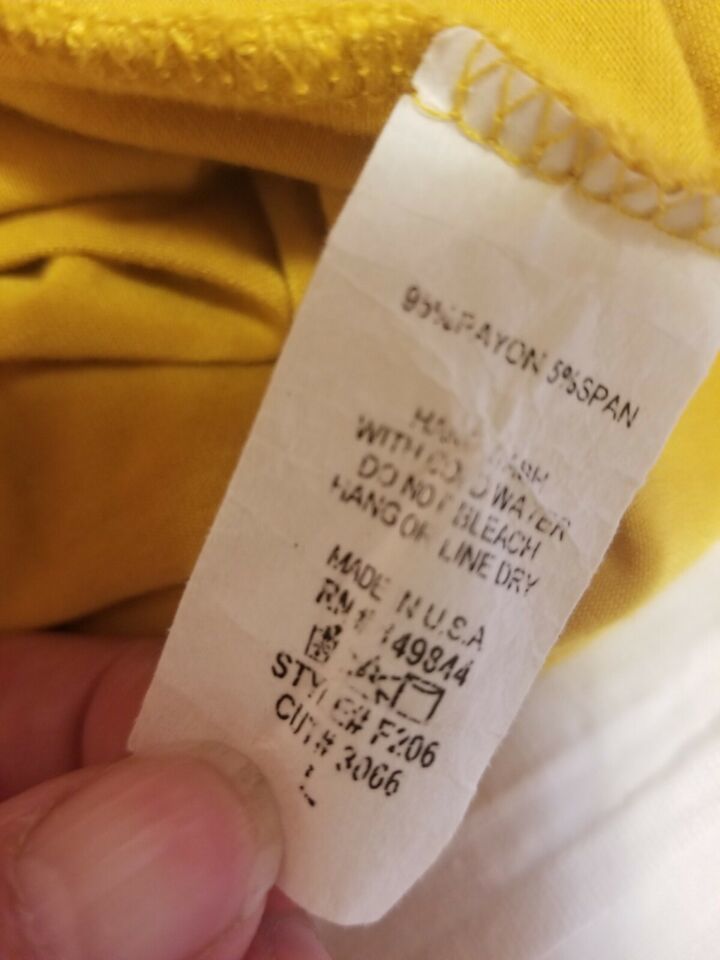 95%RAYON 5%SPAN
HAND WASH
WITH COLD WATER
DO NOT BLEACH
HANG OR LINE DRY
MADE IN U.S.A
RN
STYLE# F206
CUT# 3066
L